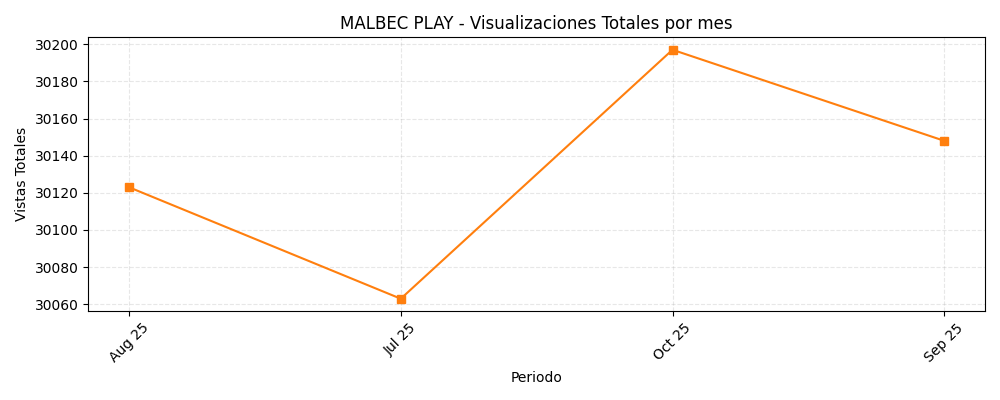 MALBEC PLAY - Visualizaciones Totales por mes
Vistas Totales
30200
30180
30160
30140
30120
30100
30080
30060
Aug 25
Jul 25
Oct 25
Sep 25
Periodo